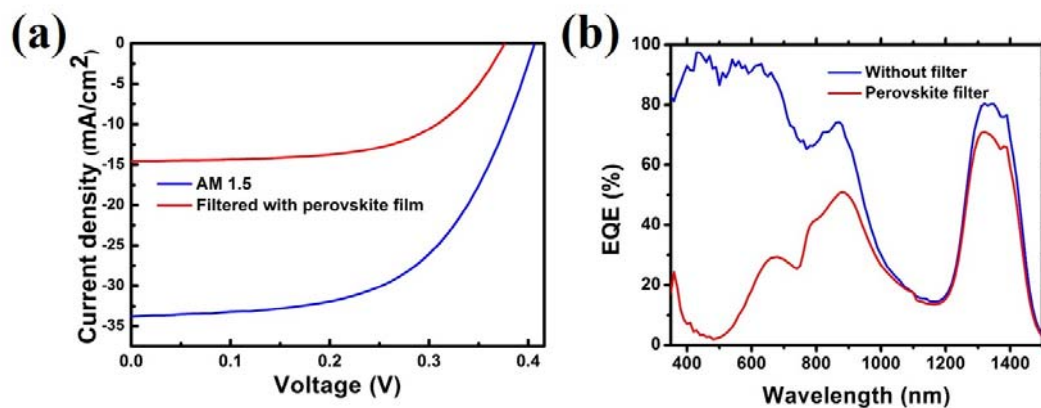 (a)
Current density (mA/cm2)
0
-5
-10
-15
-20
-25
-30
-35
AM 1.5
Filtered with perovskite film
0.0 0.1 0.2 0.3 0.4
Voltage (V)
(b)
EQE (%)
100
80
60
40
20
0
Without filter
Perovskite filter
400 600 800 1000 1200 1400
Wavelength (nm)